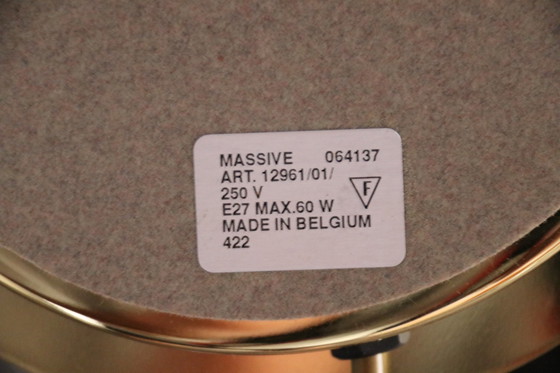 MASSIVE 064137
ART. 12961/01/
250 V
F
E27 MAX.60 W
MADE IN BELGIUM
422